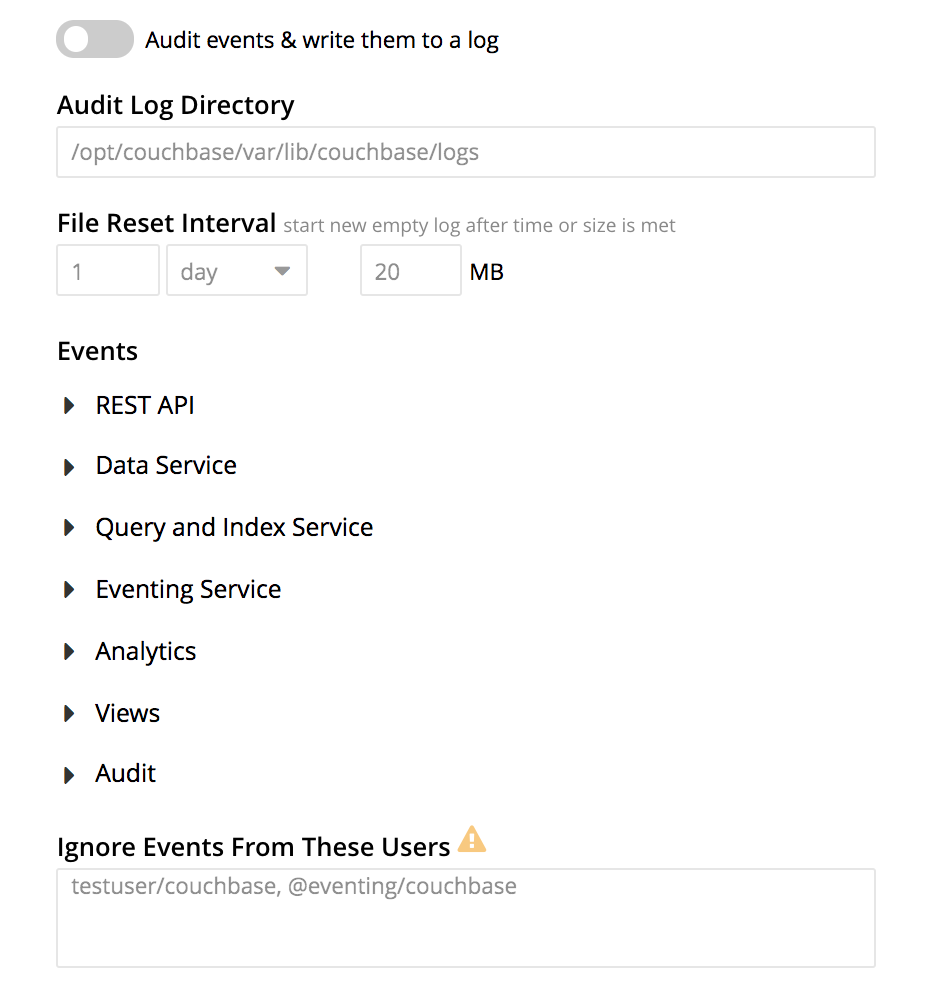 Audit events & write them to a log
Audit Log Directory
/opt/couchbase/var/lib/couchbase/logs
File Reset Interval start new empty log after time or size is met
1 day 20 MB
Events
REST API
Data Service
Query and Index Service
Eventing Service
Analytics
Views
Audit
Ignore Events From These Users
testuser/couchbase, @eventing/couchbase